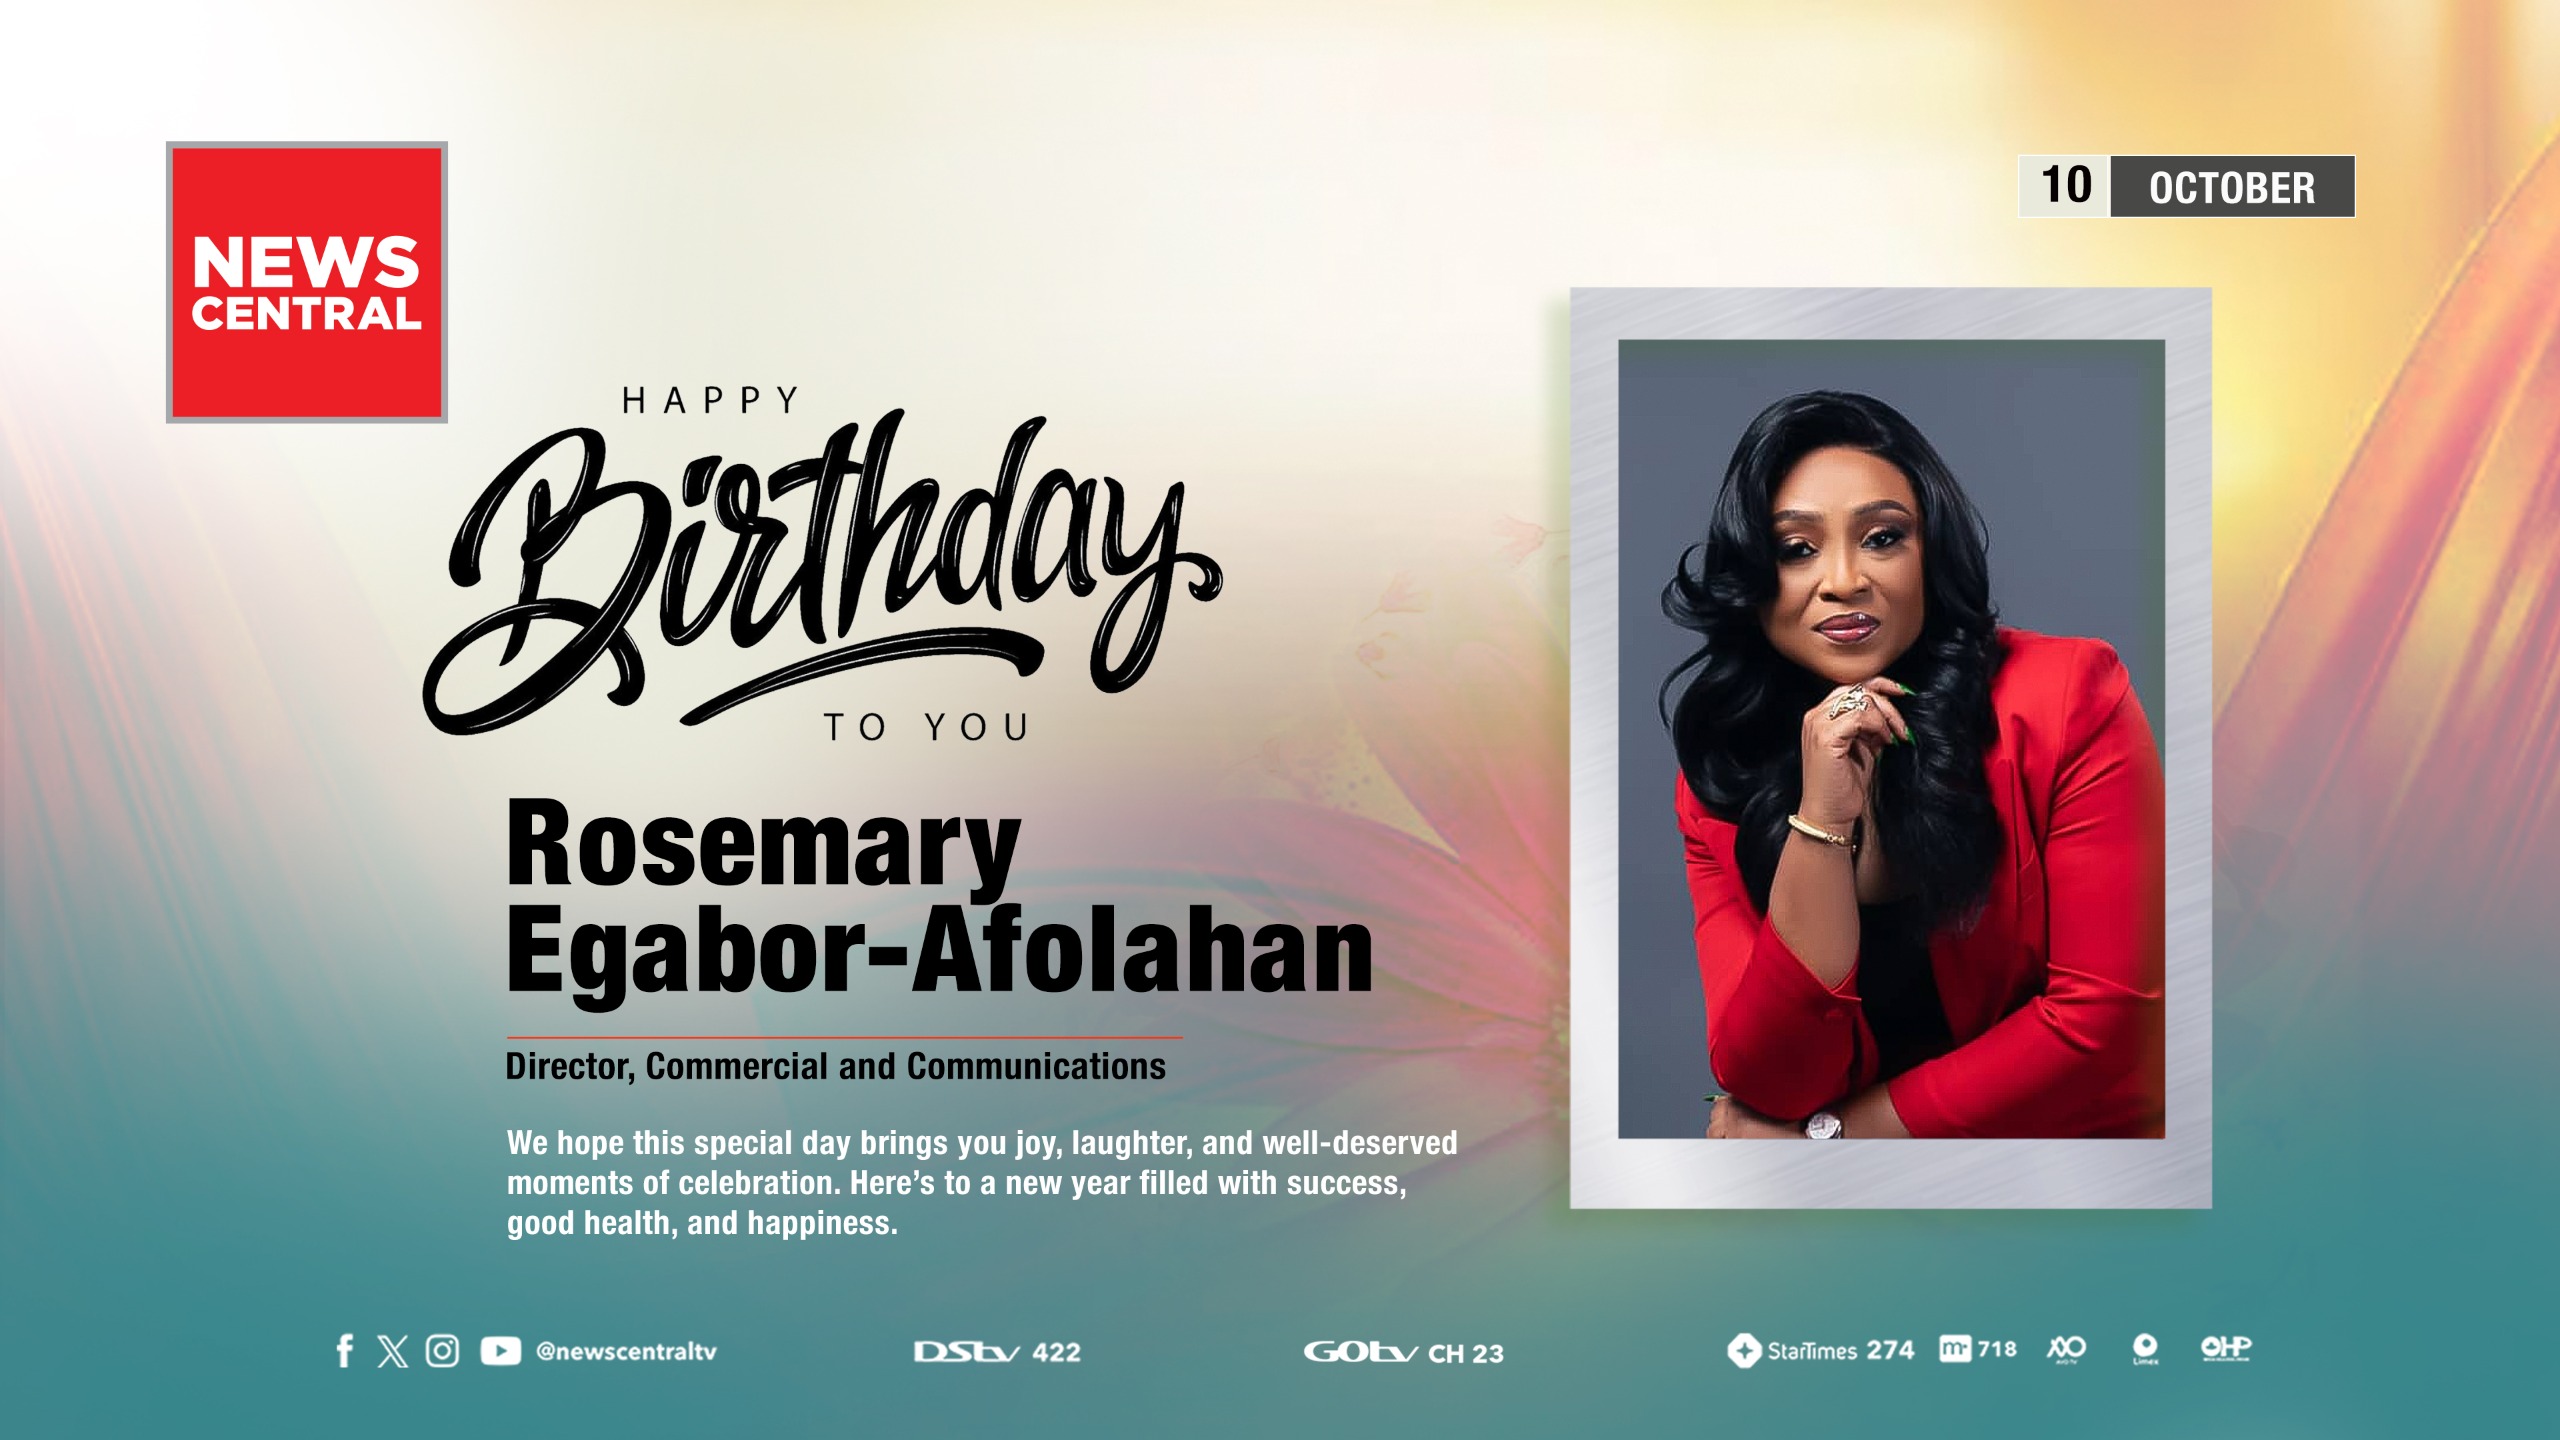 NEWS
CENTRAL
10 OCTOBER
HAPPY
Birthday
TO YOU
Rosemary
Egabor-Afolahan
Director, Commercial and Communications
We hope this special day brings you joy, laughter, and well-deserved
moments of celebration. Here’s to a new year filled with success,
good health, and happiness.
@newscentraltv DStv 422 GOtv CH 23 StarTimes 274 718 Limex OHP